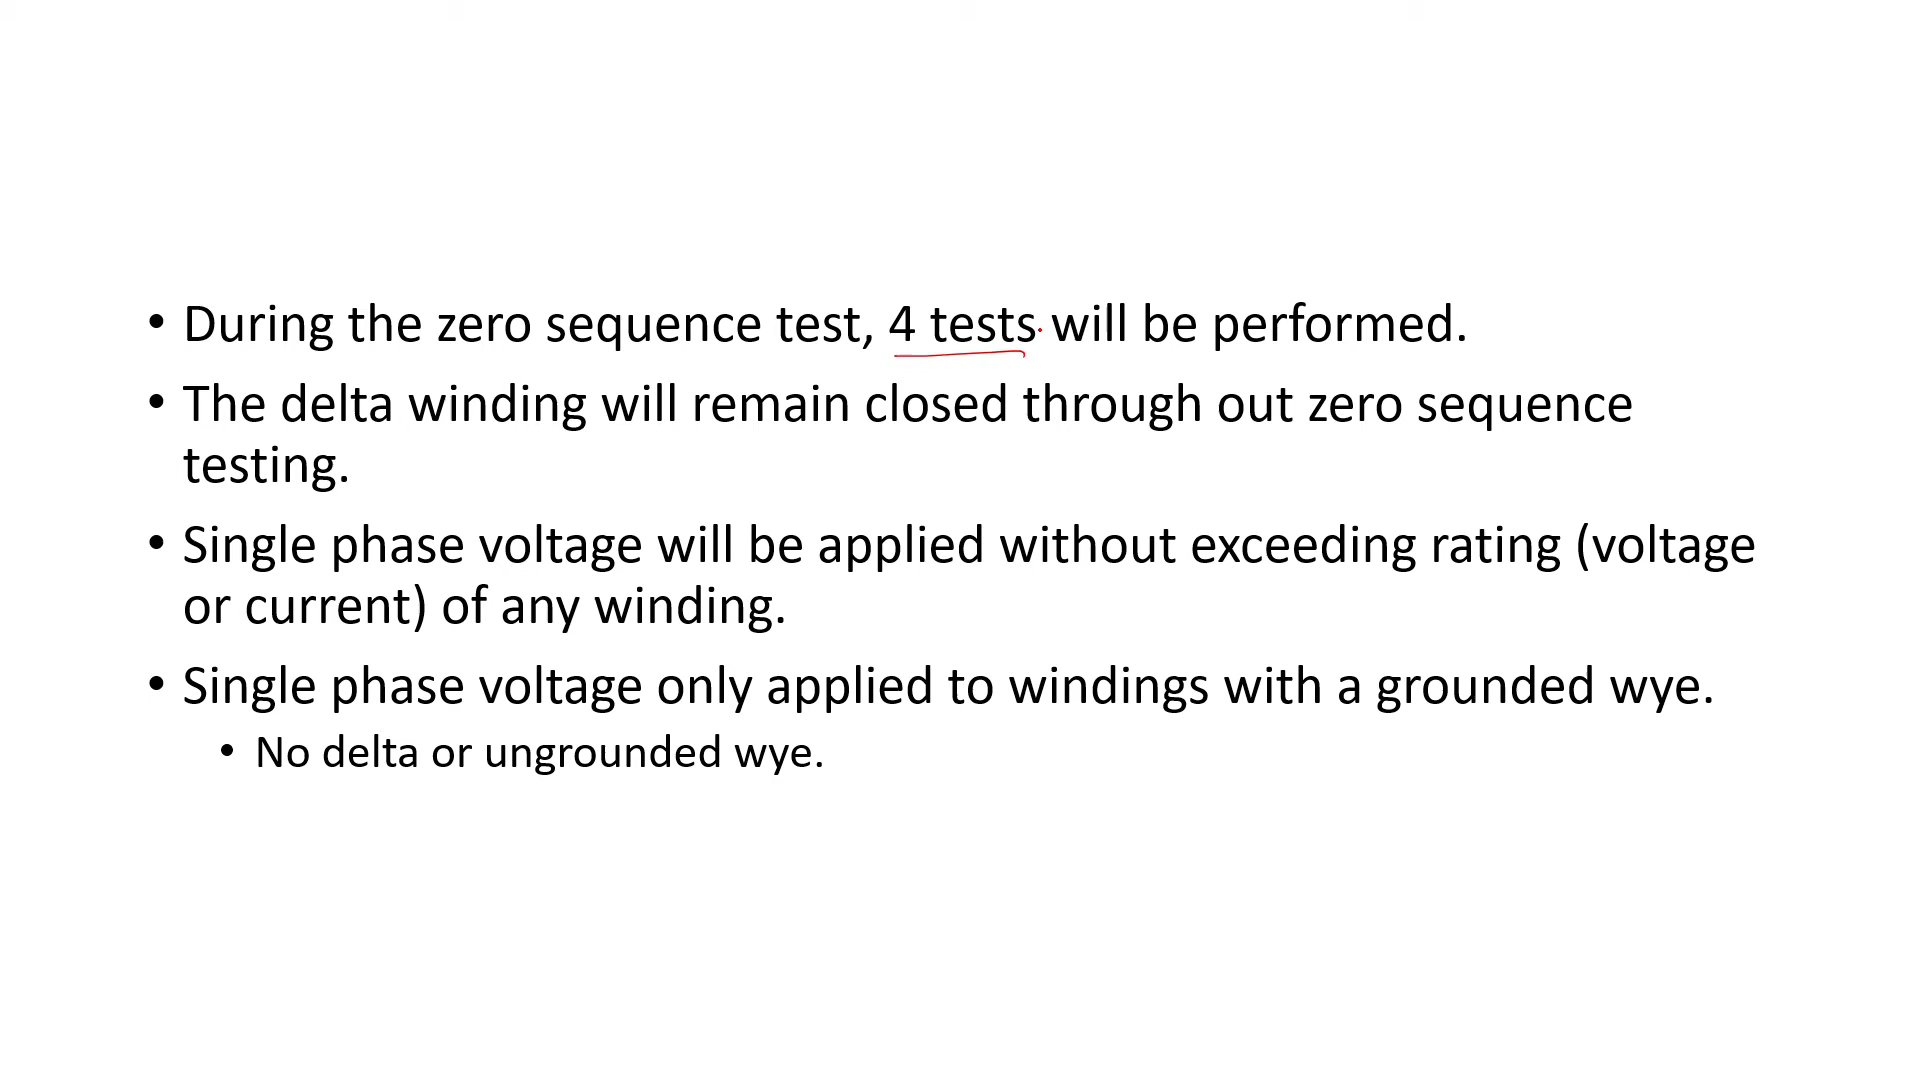 • During the zero sequence test, 4 tests will be performed.
• The delta winding will remain closed through out zero sequence
testing.
• Single phase voltage will be applied without exceeding rating (voltage
or current) of any winding.
• Single phase voltage only applied to windings with a grounded wye.
• No delta or ungrounded wye.